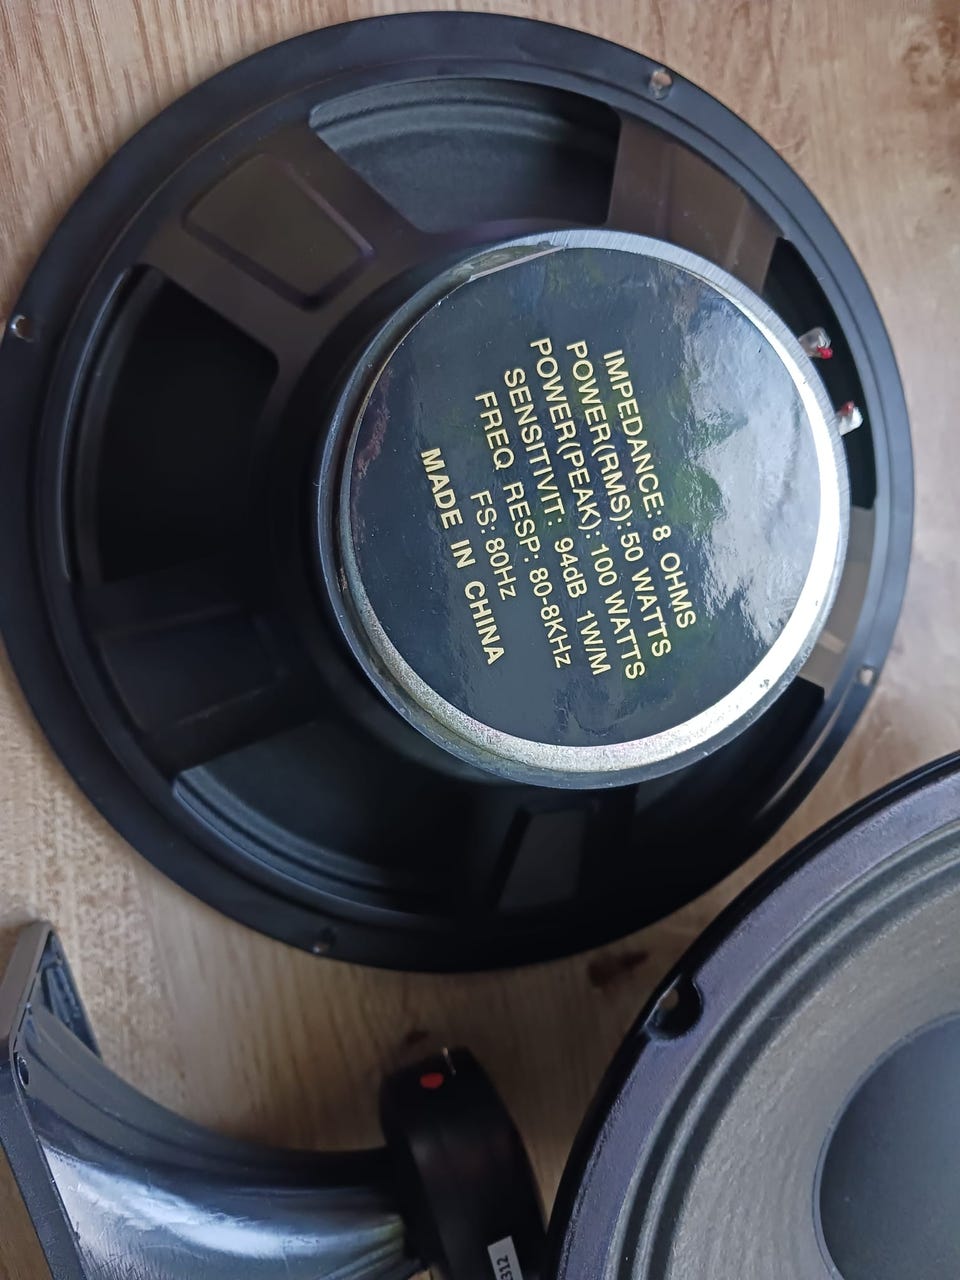 IMPEDANCE: 8 OHMS
POWER(RMS):50 WATTS
POWER(PEAK): 100 WATTS
SENSITIVIT: 94dB 1W/M
FREQ RESP: 80-8KHz
FS: 80Hz
MADE IN CHINA
312